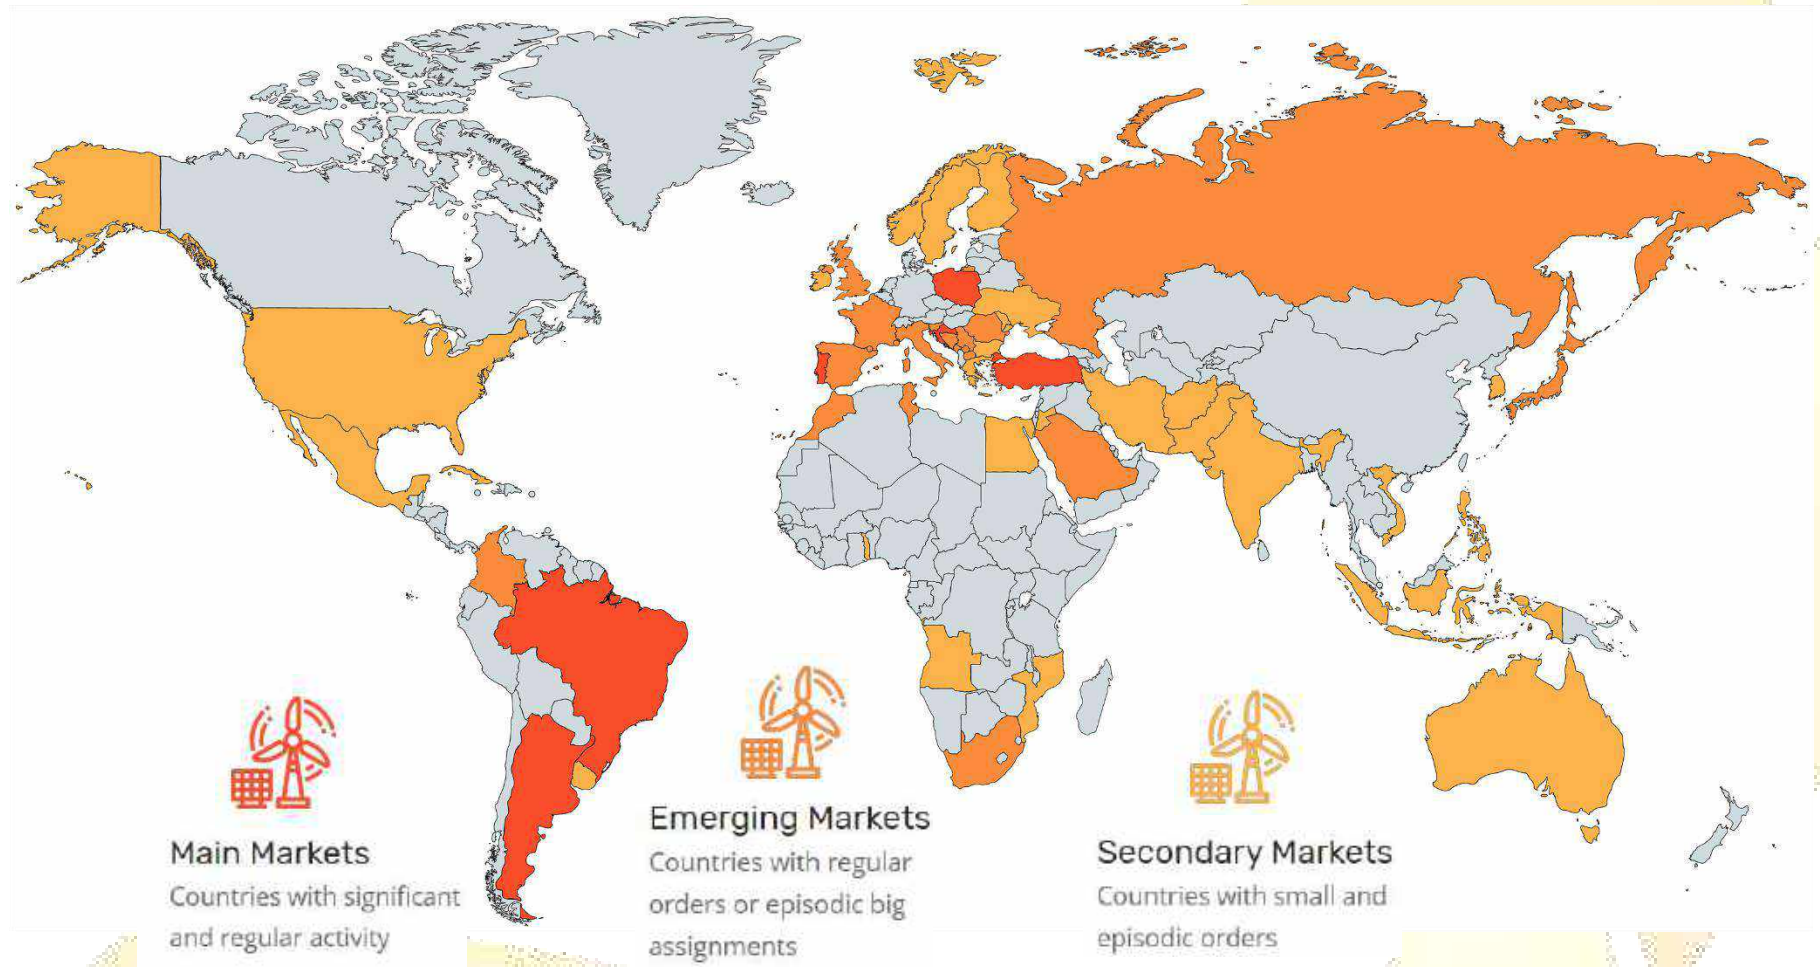 Main Markets
Countries with significant
and regular activity
Emerging Markets
Countries with regular
orders or episodic big
assignments
Secondary Markets
Countries with small and
episodic orders